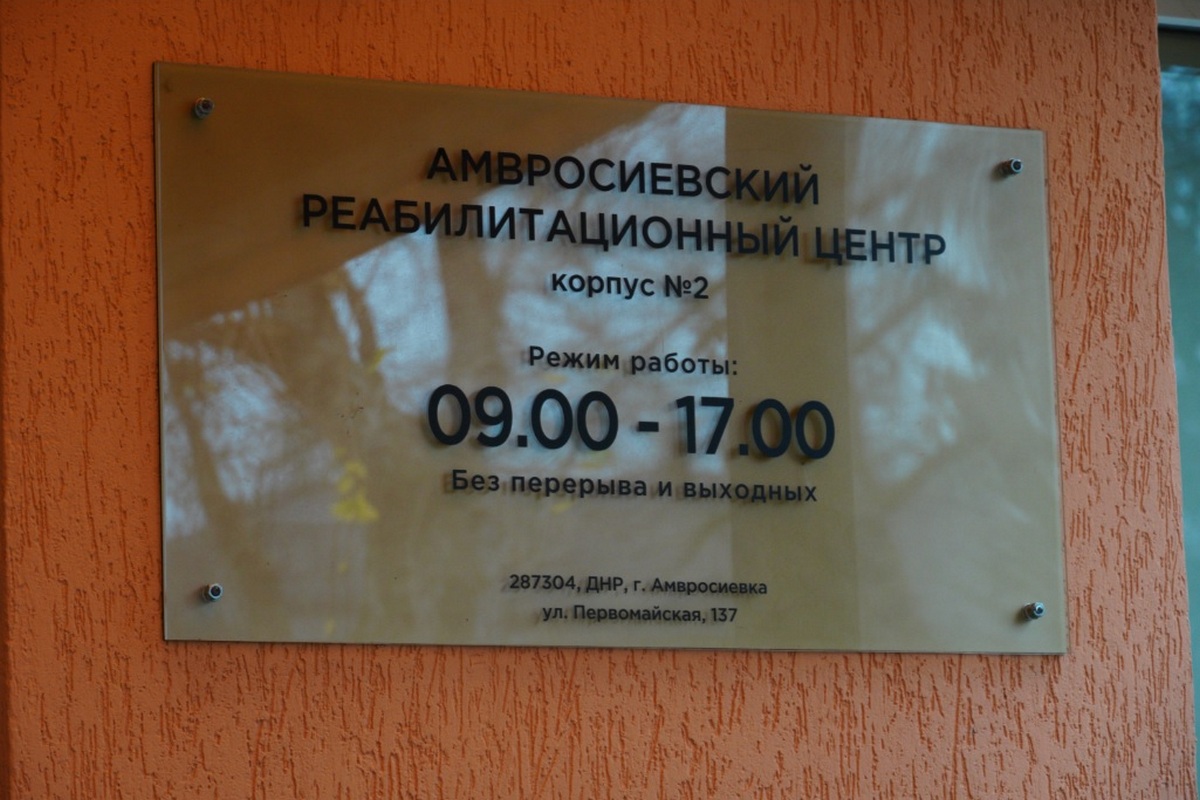 АМВРОСИЕВСКИЙ
РЕАБИЛИТАЦИОННЫЙ ЦЕНТР
корпус №2
Режим работы:
09.00 - 17.00
Без перерыва и выходных
287304, ДНР, г. Амвросиевка
ул. Первомайская, 137